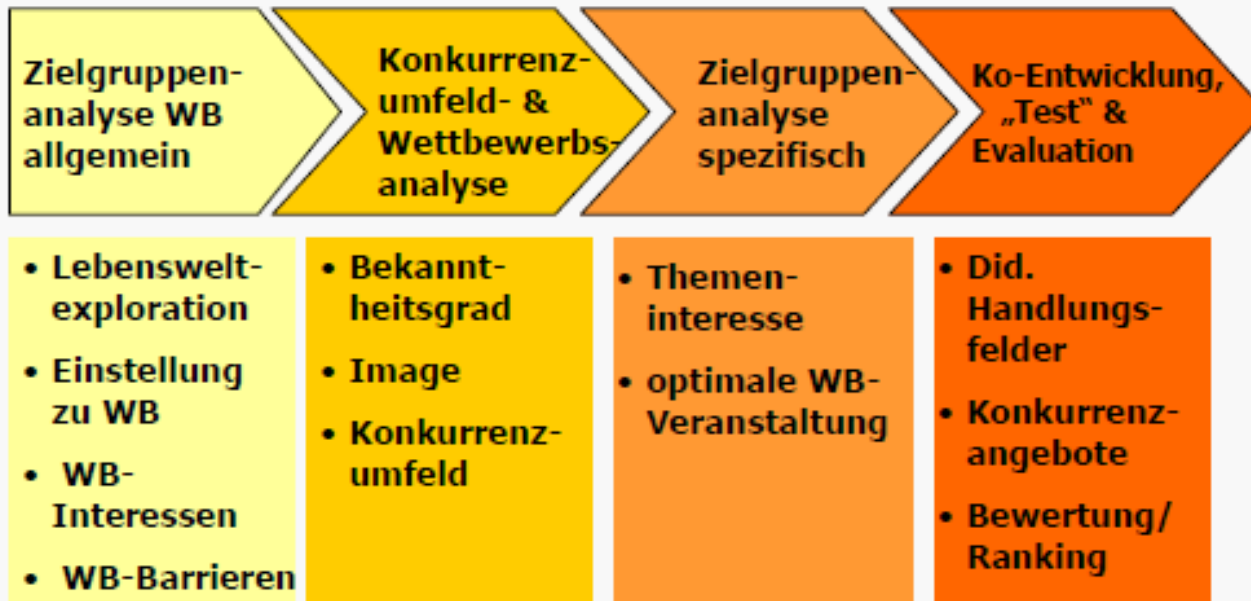 Zielgruppen-
analyse WB
allgemein
Konkurrenz-
umfeld- &
Wettbewerbs-
analyse
Zielgruppen-
analyse
spezifisch
Ko-Entwicklung,
„Test“ &
Evaluation
• Lebenswelt-
exploration
• Einstellung
zu WB
• WB-
Interessen
• WB-Barrieren
• Bekannt-
heitsgrad
• Image
• Konkurrenz-
umfeld
• Themen-
interesse
• optimale WB-
Veranstaltung
• Did.
Handlungs-
felder
• Konkurrenz-
angebote
• Bewertung/
Ranking